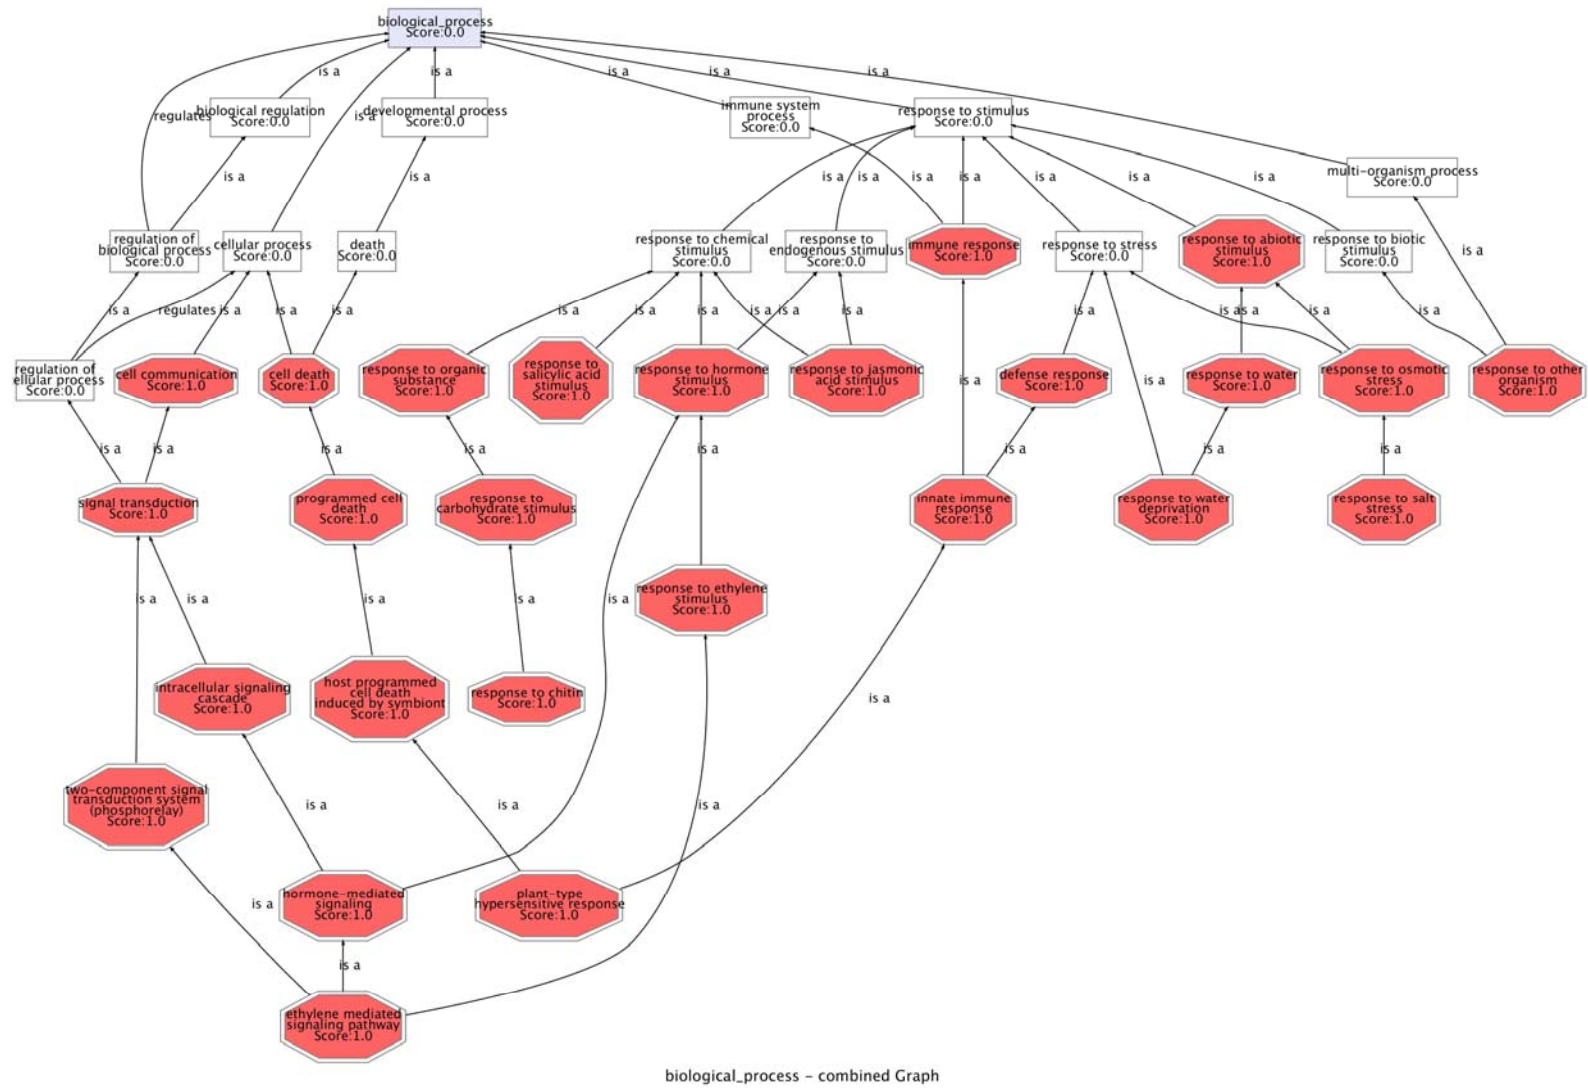 biological_process
Score:0.0
is a
is a
is a
is a
is a
regulates
biological regulation
Score:0.0
is a
developmental process
Score:0.0
immune system
process
Score:0.0
response to stimulus
Score:0.0
multi-organism process
Score:0.0
is a
is a
is a
is a
is a
is a
is a
is a
is a
regulation of
biological process
Score:0.0
cellular process
Score:0.0
death
Score:0.0
response to chemical
stimulus
Score:0.0
response to
endogenous stimulus
Score:0.0
immune response
Score:1.0
response to stress
Score:0.0
response to abiotic
stimulus
Score:1.0
response to biotic
stimulus
Score:0.0
is a
is a
regulates
is a
is a
is a
is a
is a
is a
is a
is a
is a
is a
is a
is a
is a
is a
regulation of
ellular process
Score:0.0
cell communication
Score:1.0
cell death
Score:1.0
response to organic
substance
Score:1.0
response to
salicylic acid
stimulus
Score:1.0
response to hormone
stimulus
Score:1.0
response to jasmonic
acid stimulus
Score:1.0
is a
defense response
Score:1.0
is a
response to water
Score:1.0
response to osmotic
stress
Score:1.0
response to other
organism
Score:1.0
is a
is a
is a
is a
is a
is a
is a
is a
signal transduction
Score:1.0
programmed cell
death
Score:1.0
response to
carbohydrate stimulus
Score:1.0
innate immune
response
Score:1.0
response to water
deprivation
Score:1.0
response to salt
stress
Score:1.0
is a
is a
is a
is a
is a
response to ethylene
stimulus
Score:1.0
intracellular signaling
cascade
Score:1.0
host programmed
cell death
induced by symbiont
Score:1.0
response to chitin
Score:1.0
is a
two-component signal
transduction system
(phosphorelay)
Score:1.0
is a
is a
is a
is a
hormone-mediated
signaling
Score:1.0
plant-type
hypersensitive response
Score:1.0
is a
ethylene mediated
signaling pathway
Score:1.0
biological_process - combined Graph